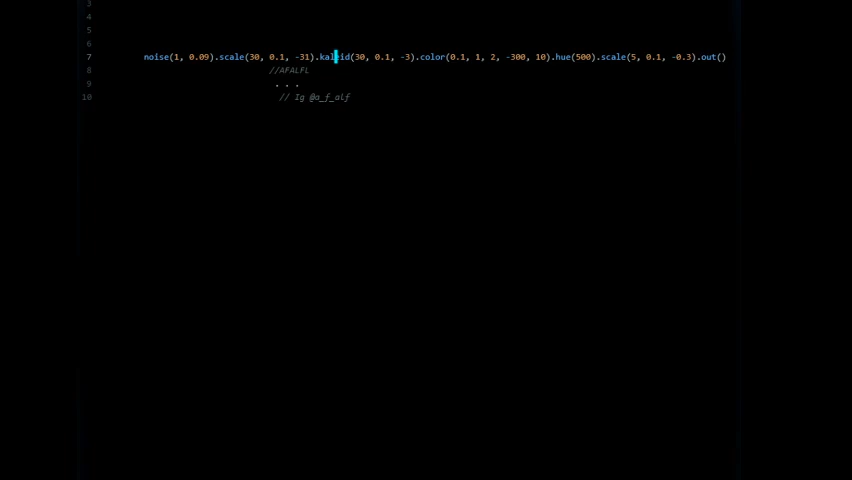 3
4
5
6
7 noise(1, 0.09).scale(30, 0.1, -31).kaleid(30, 0.1, -3).color(0.1, 1, 2, -300, 10).hue(500).scale(5, 0.1, -0.3).out()
8 //AFALFL
9 . . .
10 // Ig @a_f_alf